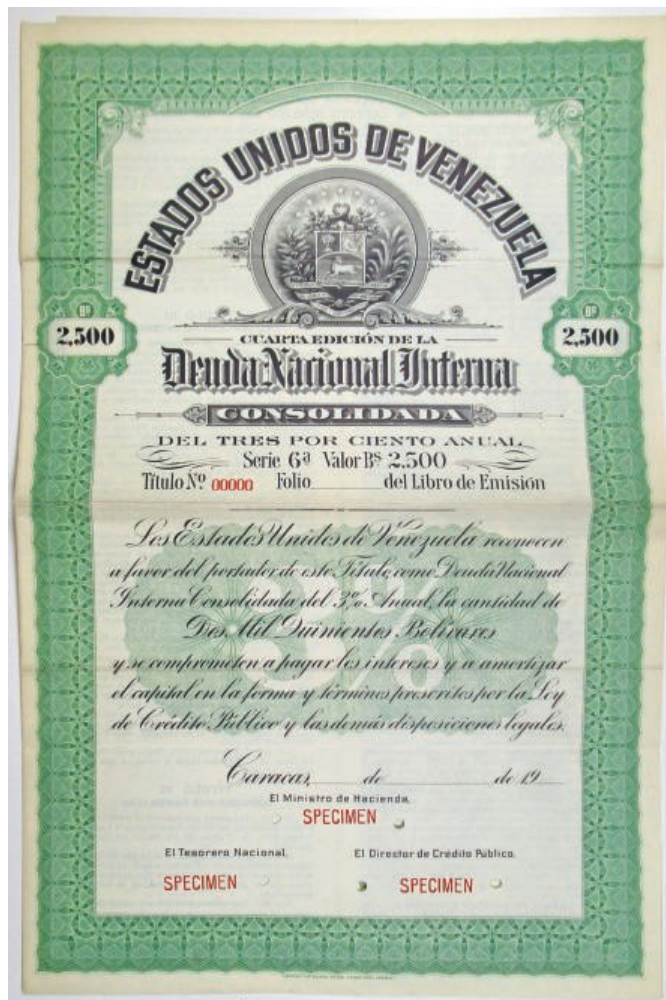 ESTADOS UNIDOS DE VENEZUELA
Bs 2,500
Bs 2,500
CUARTA EDICIÓN DE LA
Deuda Nacional Interna
CONSOLIDADA
DEL TRES POR CIENTO ANUAL
Serie 6ª Valor Bs 2.500
Título Nº 00000 Folio del Libro de Emisión
3%
Los Estados Unidos de Venezuela reconocen
a favor del portador de este Título, como Deuda Nacional
Interna Consolidada del 3% Anual, la cantidad de
Dos Mil Quinientos Bolívares
y se comprometen a pagar los intereses y a amortizar
el capital en la forma y términos prescritos por la Ley
de Crédito Público y las demás disposiciones legales.
Caracas, de de 19
El Ministro de Hacienda,
SPECIMEN
El Tesorero Nacional, El Director de Crédito Público,
SPECIMEN SPECIMEN